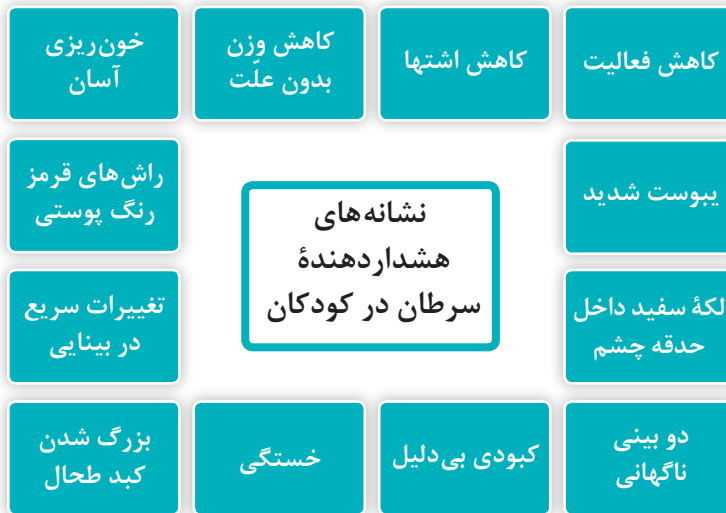 کاهش فعالیت
کاهش اشتها
کاهش وزن
بدون علّت
خون‌ریزی
آسان
یبوست شدید
راش‌های قرمز
رنگ پوستی
نشانه‌های
هشداردهندهٔ
سرطان در کودکان
لکهٔ سفید داخل
حدقه چشم
تغییرات سریع
در بینایی
دو بینی
ناگهانی
کبودی بی‌دلیل
خستگی
بزرگ شدن
کبد طحال